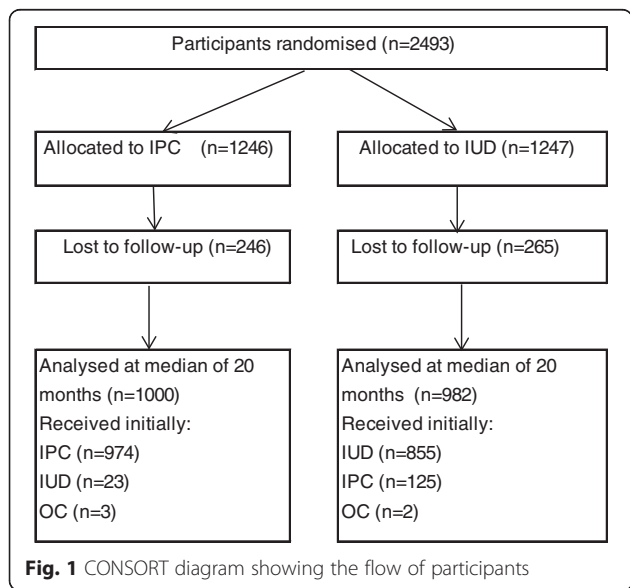 Participants randomised (n=2493)
Allocated to IPC (n=1246)
Allocated to IUD (n=1247)
Lost to follow-up (n=246)
Lost to follow-up (n=265)
Analysed at median of 20
months (n=1000)
Received initially:
IPC (n=974)
IUD (n=23)
OC (n=3)
Analysed at median of 20
months (n=982)
Received initially:
IUD (n=855)
IPC (n=125)
OC (n=2)
Fig. 1 CONSORT diagram showing the flow of participants